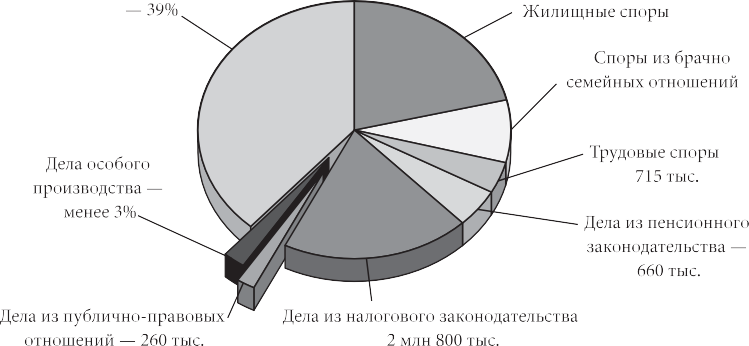 — 39%
Жилищные споры
Споры из брачно
семейных отношений
Трудовые споры
715 тыс.
Дела из пенсионного
законодательства —
660 тыс.
Дела из налогового законодательства
2 млн 800 тыс.
Дела из публично-правовых
отношений — 260 тыс.
Дела особого
производства —
менее 3%